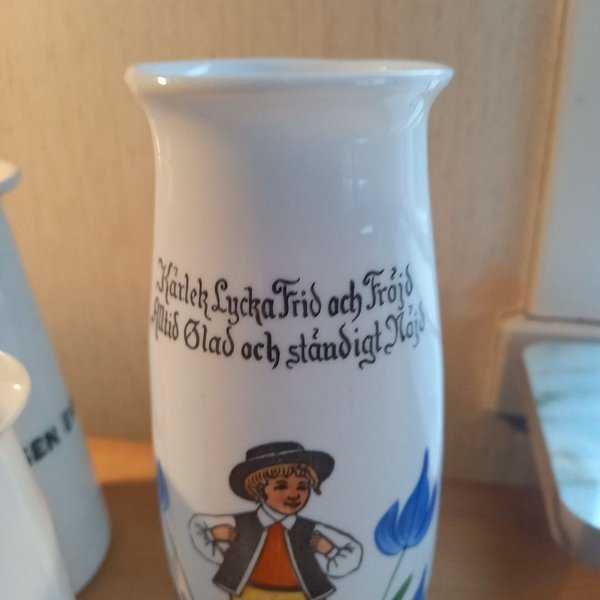 Kärlek Lycka Frid och Fröjd
Alltid Glad och ständigt Nöjd